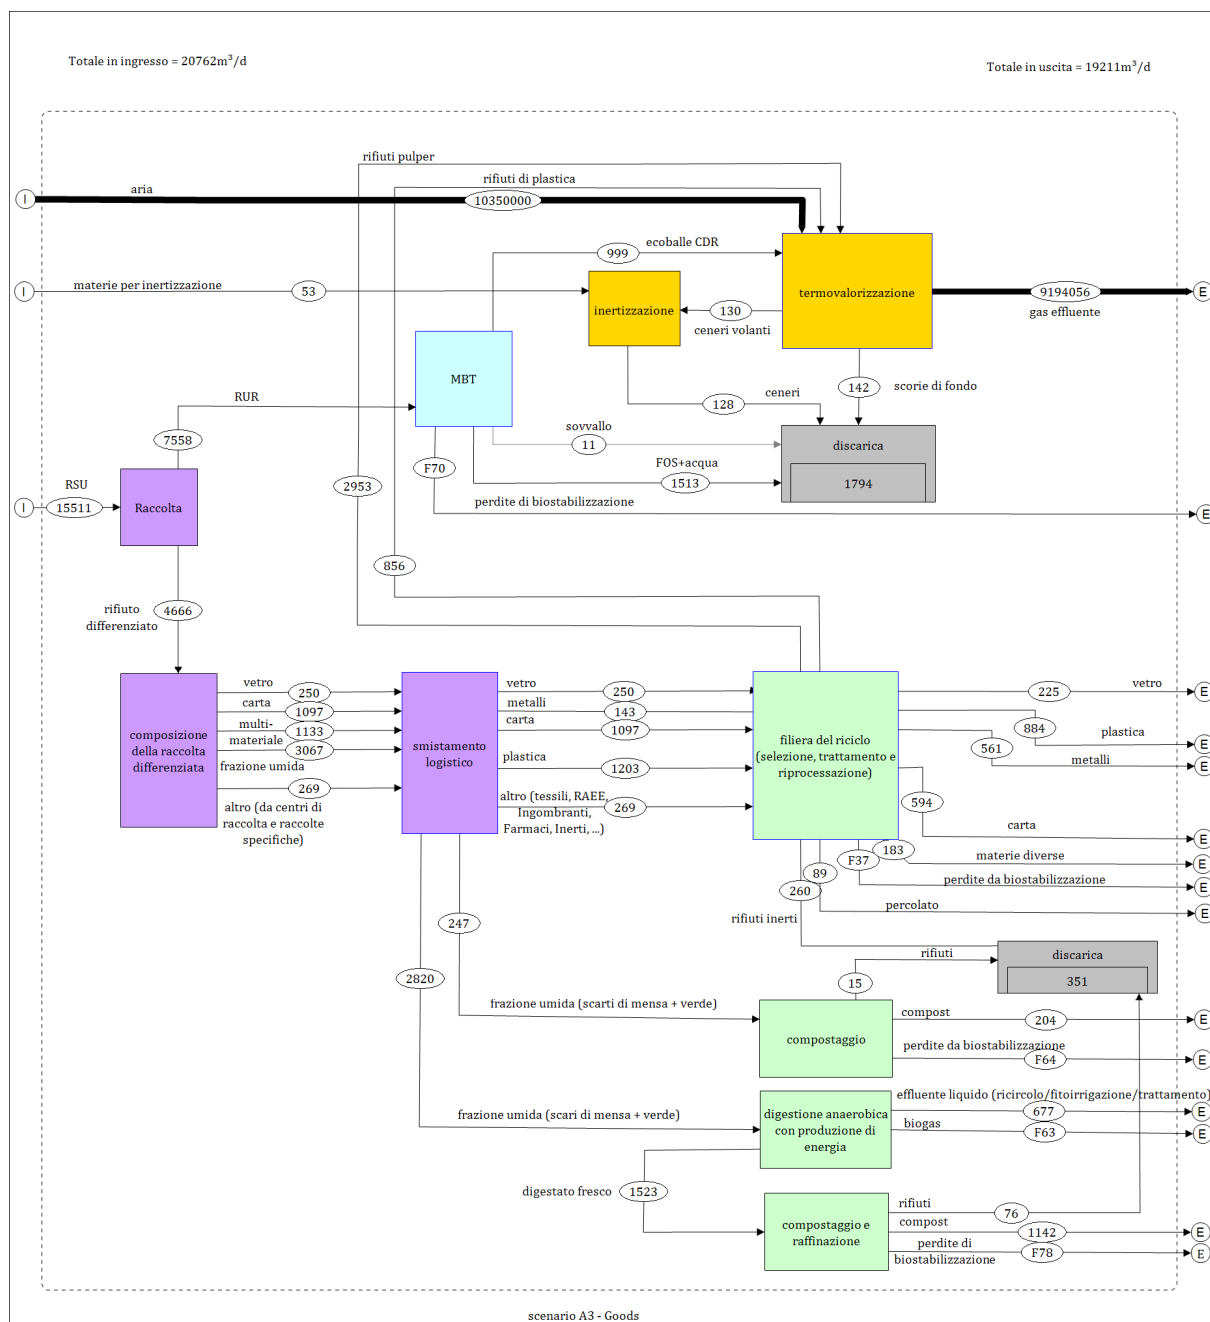 Totale in ingresso = 20762m³/d
Totale in uscita = 19211m³/d
rifiuti pulper
rifiuti di plastica
aria
I
10350000
ecoballe CDR
999
termovalorizzazione
I
materie per inertizzazione
53
inertizzazione
130
ceneri volanti
9194056
gas effluente
E
MBT
142
scorie di fondo
RUR
ceneri
128
7558
sovvallo
11
discarica
1794
F70
FOS+acqua
1513
2953
perdite di biostabilizzazione
E
RSU
I
15511
Raccolta
856
rifiuto
differenziato
4666
composizione
della raccolta
differenziata
vetro
250
carta
1097
multi-
1133
materiale
3067
frazione umida
269
altro (da centri di
raccolta e raccolte
specifiche)
smistamento
logistico
vetro
250
metalli
143
carta
1097
plastica
1203
altro (tessili, RAEE,
Ingombranti,
Farmaci, Inerti, ...)
269
filiera del riciclo
(selezione, trattamento e
riprocessazione)
225
vetro
E
884
plastica
E
561
metalli
E
594
carta
E
183
materie diverse
E
F37
perdite da biostabilizzazione
E
89
percolato
E
260
rifiuti inerti
247
2820
rifiuti
discarica
351
15
frazione umida (scarti di mensa + verde)
compostaggio
compost
204
E
perdite da biostabilizzazione
F64
E
frazione umida (scari di mensa + verde)
digestione anaerobica
con produzione di
energia
effluente liquido (ricircolo/fitoirrigazione/trattamento)
677
E
biogas
F63
E
digestato fresco
1523
compostaggio e
raffinazione
rifiuti
76
compost
1142
E
perdite di
biostabilizzazione
F78
E
scenario A3 - Goods